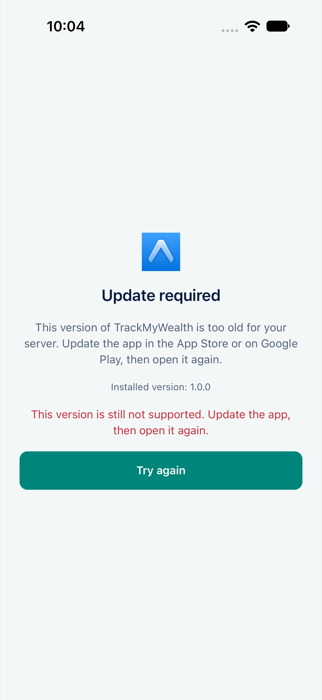 10:04
Update required
This version of TrackMyWealth is too old for your
server. Update the app in the App Store or on Google
Play, then open it again.
Installed version: 1.0.0
This version is still not supported. Update the app,
then open it again.
Try again